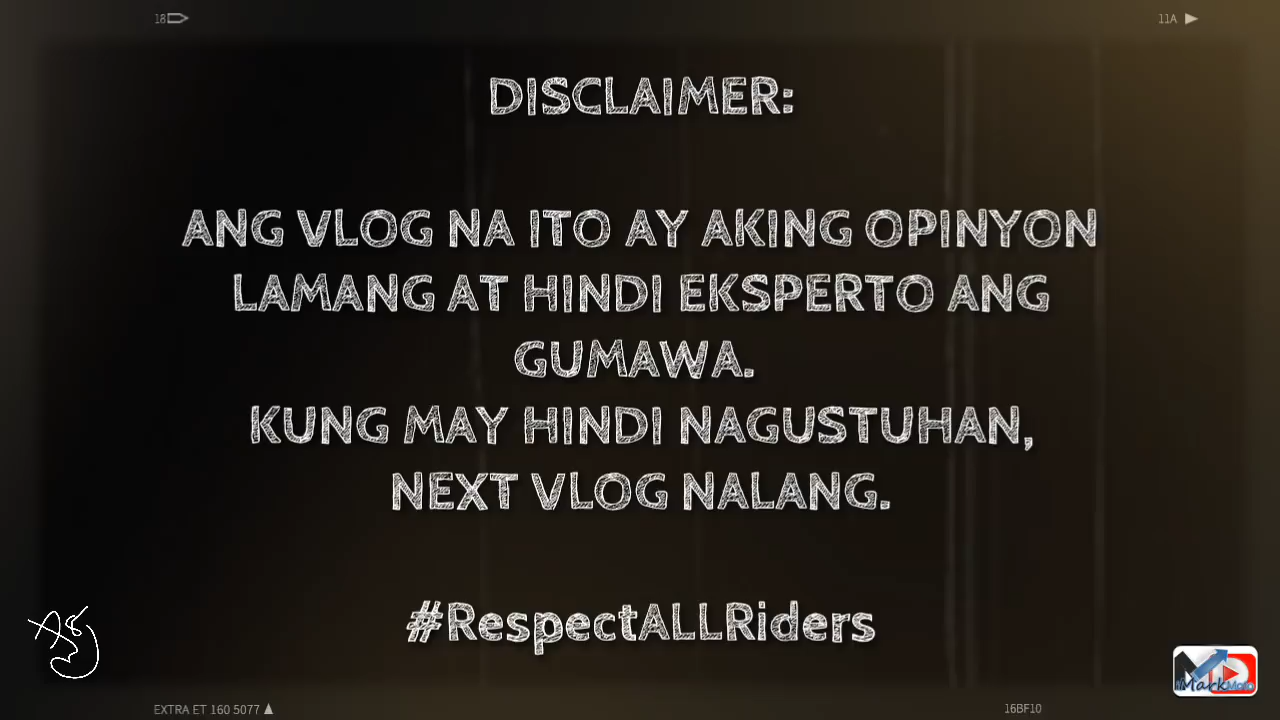 18
11A
DISCLAIMER:
ANG VLOG NA ITO AY AKING OPINYON
LAMANG AT HINDI EKSPERTO ANG
GUMAWA.
KUNG MAY HINDI NAGUSTUHAN,
NEXT VLOG NALANG.
#RespectALLRiders
MarkMoto
EXTRA ET 160 5077
16BF10